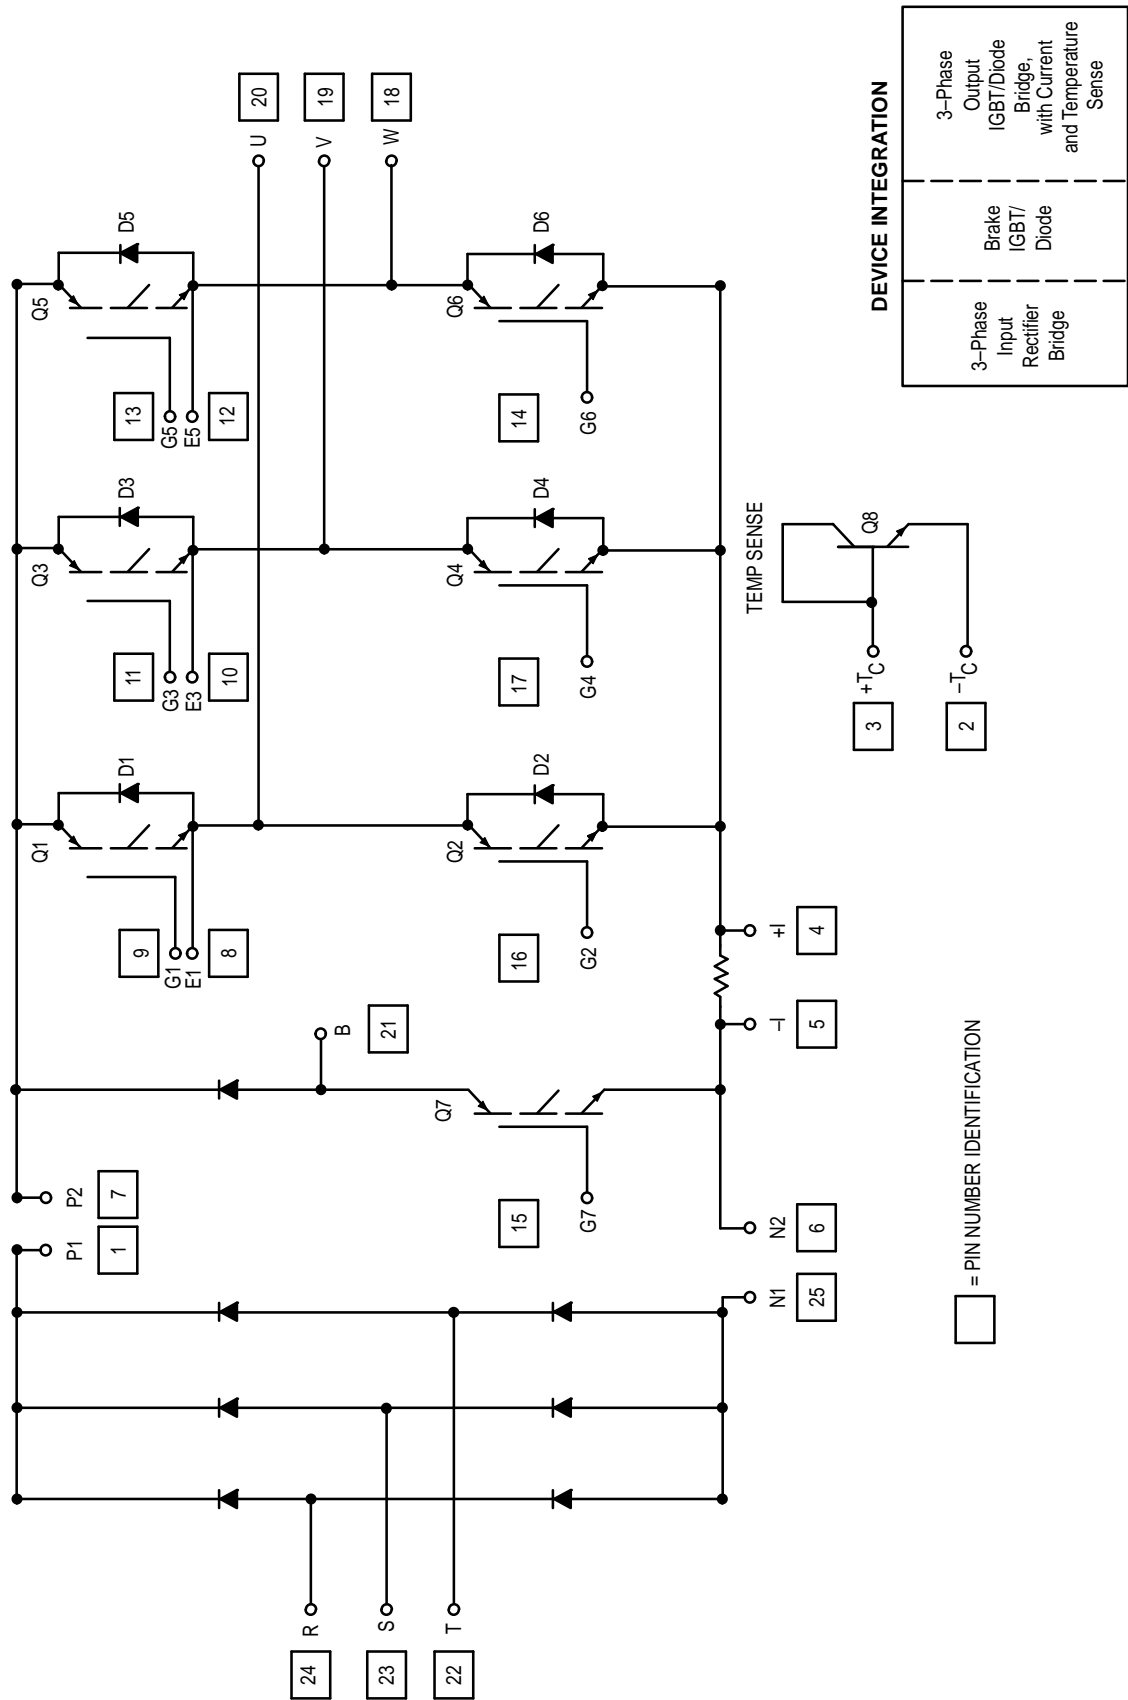 Q1
Q3
Q5
D1
D3
D5
9
G1
E1
8
11
G3
E3
10
13
G5
E5
12
U
20
V
19
W
18
P1
1
P2
7
B
21
R
24
S
23
T
22
Q7
Q2
Q4
Q6
D2
D4
D6
G7
15
G2
16
G4
17
G6
14
N1
25
N2
6
–I
5
+I
4
TEMP SENSE
Q8
3
+TC
2
–TC
= PIN NUMBER IDENTIFICATION
DEVICE INTEGRATION
3–Phase
Input
Rectifier
Bridge
Brake
IGBT/
Diode
3–Phase
Output
IGBT/Diode
Bridge,
with Current
and Temperature
Sense